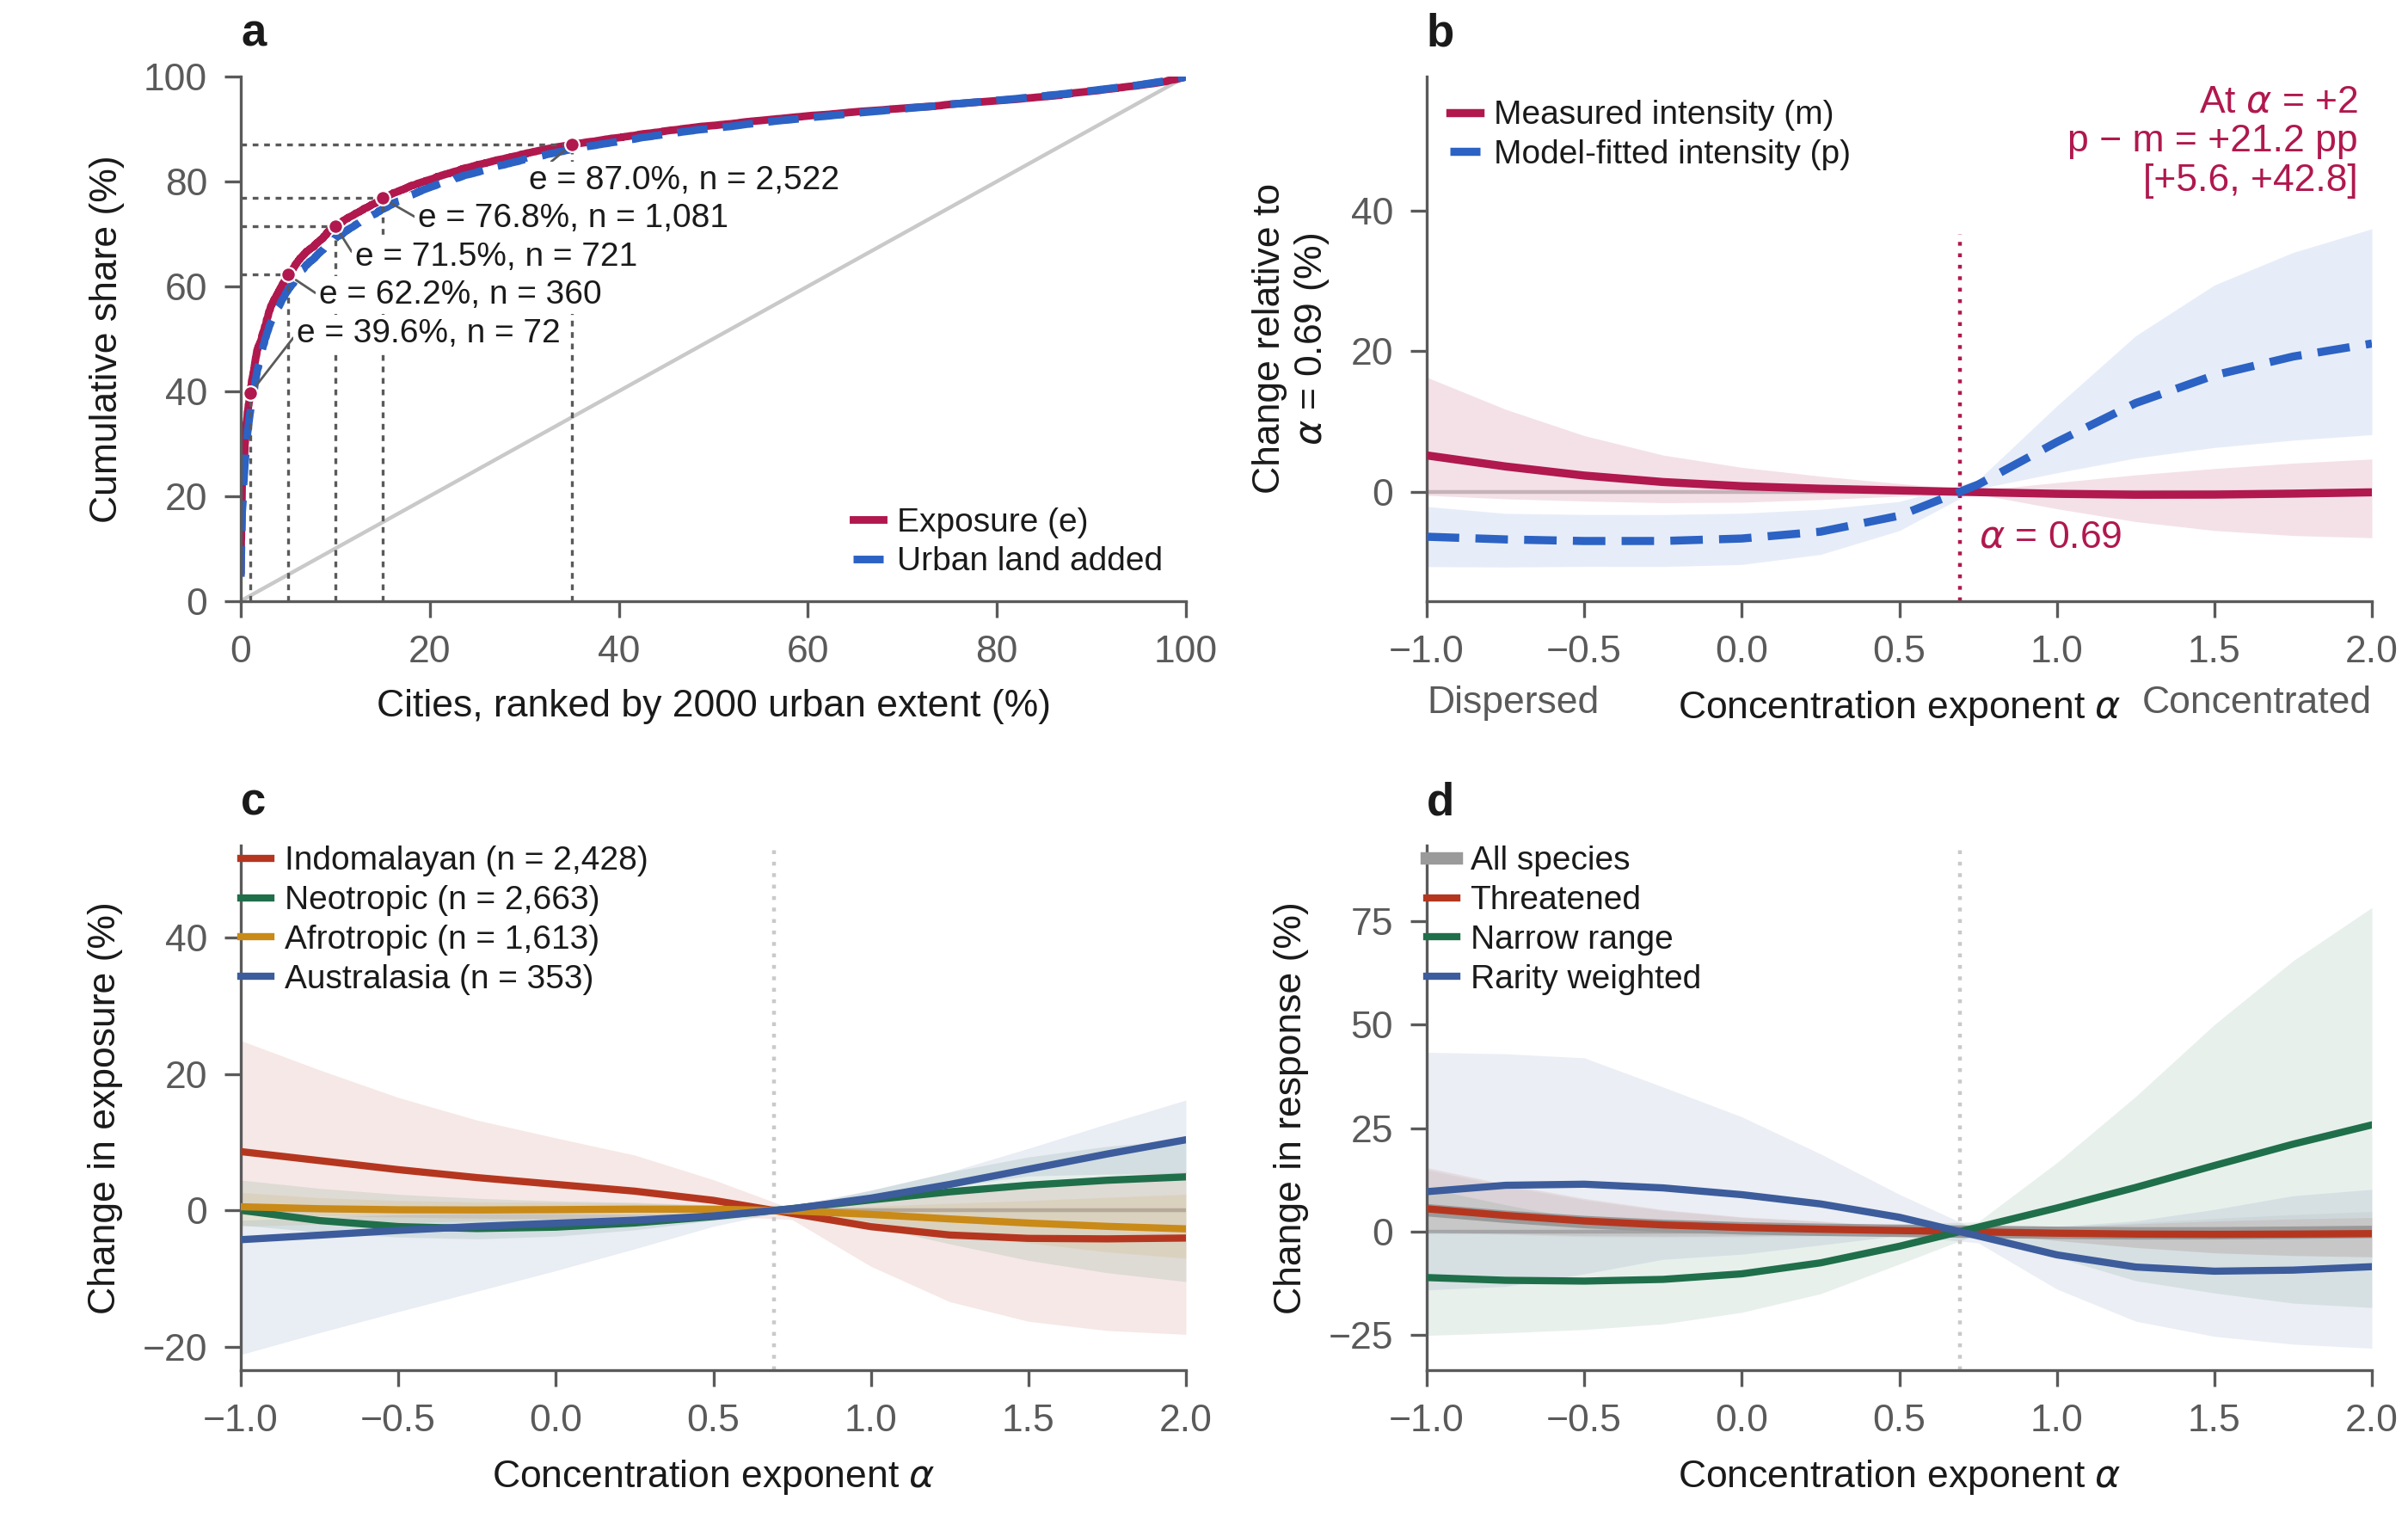 a
100
80
60
40
20
0
Cumulative share (%)
e = 87.0%, n = 2,522
e = 76.8%, n = 1,081
e = 71.5%, n = 721
e = 62.2%, n = 360
e = 39.6%, n = 72
Exposure (e)
Urban land added
0 20 40 60 80 100
Cities, ranked by 2000 urban extent (%)
b
Measured intensity (m)
Model-fitted intensity (p)
At α = +2
p − m = +21.2 pp
[+5.6, +42.8]
40
20
0
Change relative to
α = 0.69 (%)
α = 0.69
−1.0 −0.5 0.0 0.5 1.0 1.5 2.0
Dispersed Concentration exponent α Concentrated
c
Indomalayan (n = 2,428)
Neotropic (n = 2,663)
Afrotropic (n = 1,613)
Australasia (n = 353)
40
20
0
−20
Change in exposure (%)
−1.0 −0.5 0.0 0.5 1.0 1.5 2.0
Concentration exponent α
d
All species
Threatened
Narrow range
Rarity weighted
75
50
25
0
−25
Change in response (%)
−1.0 −0.5 0.0 0.5 1.0 1.5 2.0
Concentration exponent α